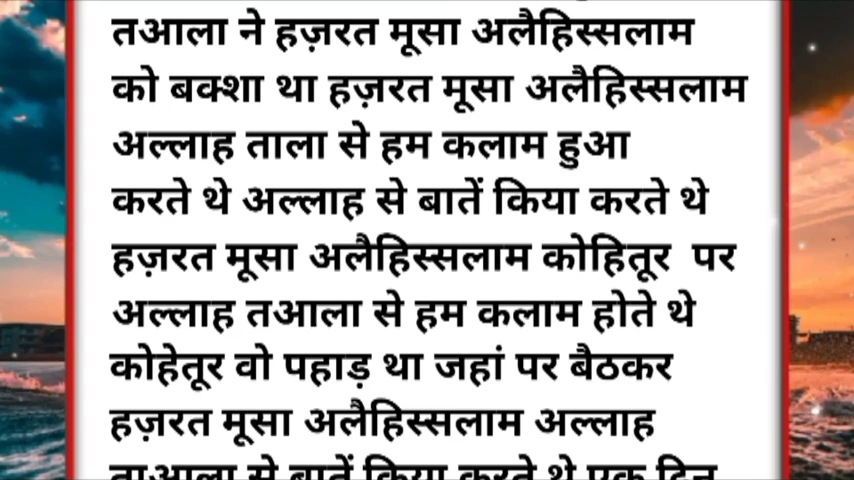 तआला ने हज़रत मूसा अलैहिस्सलाम
को बक्शा था हज़रत मूसा अलैहिस्सलाम
अल्लाह ताला से हम कलाम हुआ
करते थे अल्लाह से बातें किया करते थे
हज़रत मूसा अलैहिस्सलाम कोहितूर पर
अल्लाह तआला से हम कलाम होते थे
कोहेतूर वो पहाड़ था जहां पर बैठकर
हज़रत मूसा अलैहिस्सलाम अल्लाह
ताआला से बातें किया करते थे एक दिन